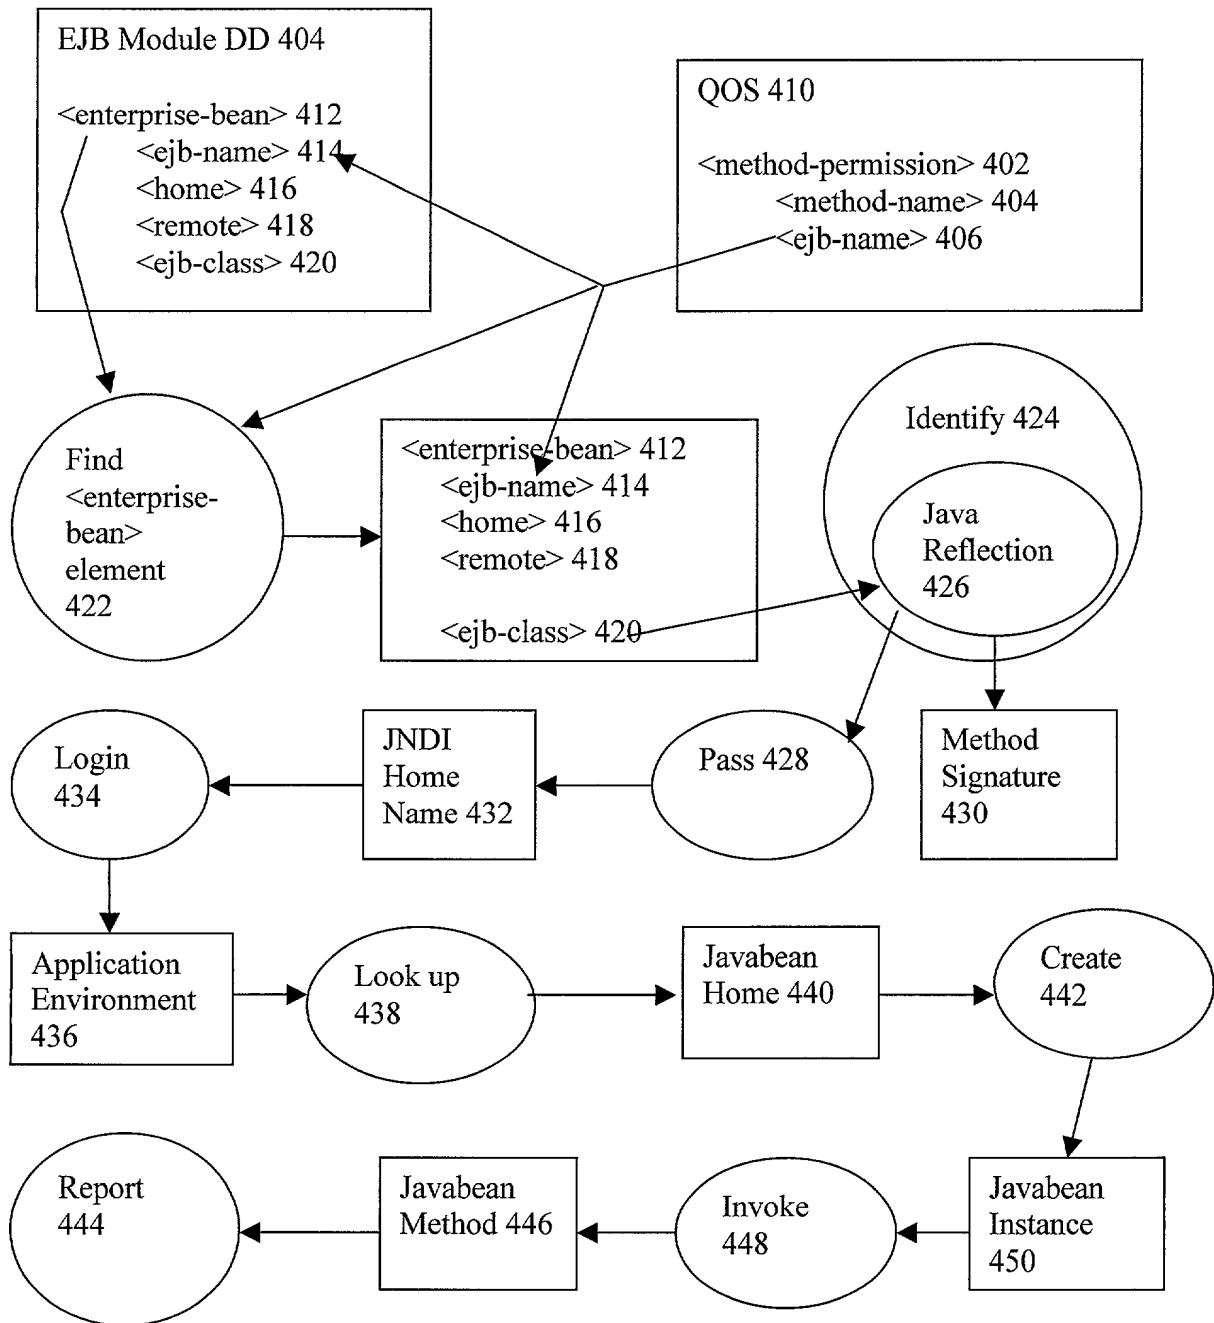 EJB Module DD 404
<enterprise-bean> 412
<ejb-name> 414
<home> 416
<remote> 418
<ejb-class> 420
QOS 410
<method-permission> 402
<method-name> 404
<ejb-name> 406
Find
<enterprise-
bean>
element
422
<enterprise-bean> 412
<ejb-name> 414
<home> 416
<remote> 418
<ejb-class> 420
Identify 424
Java
Reflection
426
Login
434
JNDI
Home
Name 432
Pass 428
Method
Signature
430
Application
Environment
436
Look up
438
Javabean
Home 440
Create
442
Report
444
Javabean
Method 446
Invoke
448
Javabean
Instance
450